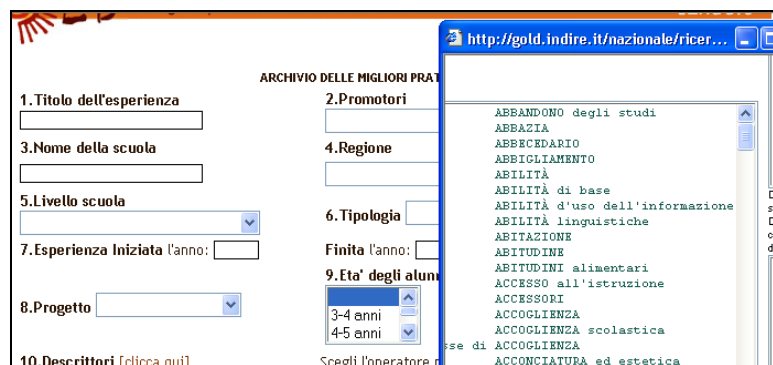 http://gold.indire.it/nazionale/ricer...
ARCHIVIO DELLE MIGLIORI PRAT
1.Titolo dell'esperienza
2.Promotori
3.Nome della scuola
4.Regione
5.Livello scuola
6.Tipologia
7.Esperienza Iniziata l'anno:
Finita l'anno:
8.Progetto
9.Eta' degli alunn
3-4 anni
4-5 anni
10.Descrittori [clicca qui]
Scegli l'operatore
ABBANDONO degli studi
ABBAZIA
ABBECEDARIO
ABBIGLIAMENTO
ABILITÀ
ABILITÀ di base
ABILITÀ d'uso dell'informazione
ABILITÀ linguistiche
ABITAZIONE
ABITUDINE
ABITUDINI alimentari
ACCESSO all'istruzione
ACCESSORI
ACCOGLIENZA
ACCOGLIENZA scolastica
sse di ACCOGLIENZA
ACCONCIATURA ed estetica